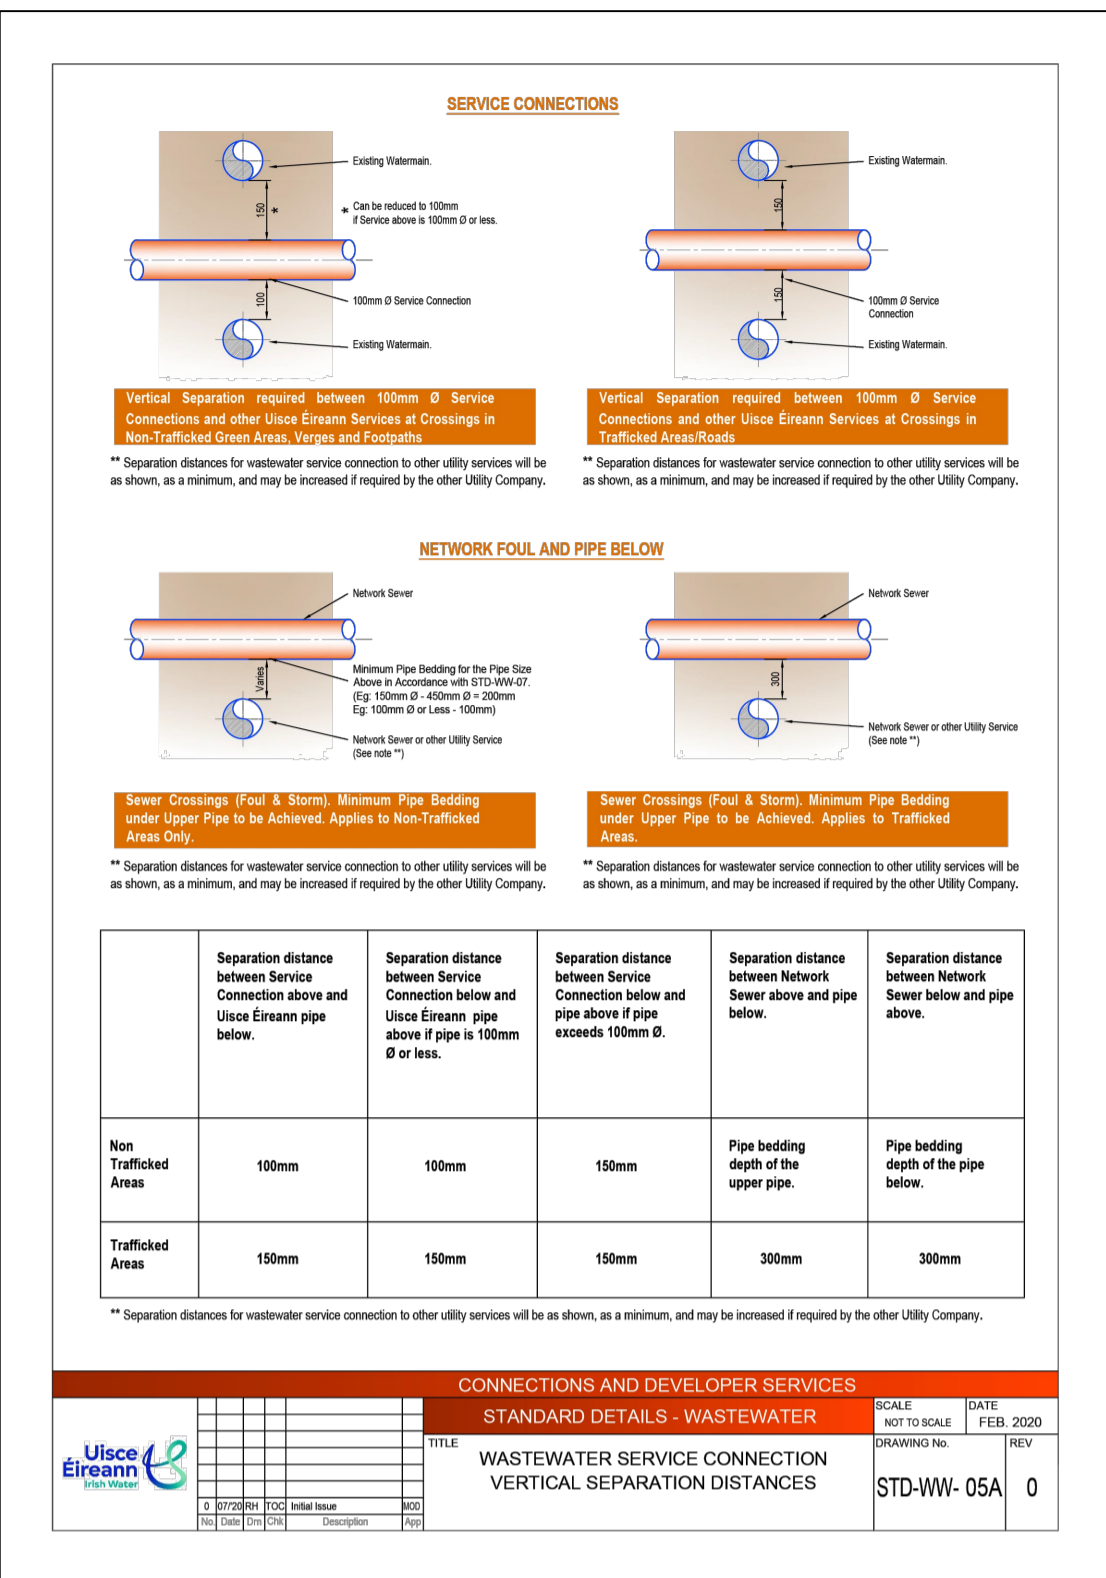 SERVICE CONNECTIONS
Existing Watermain.
150
*
* Can be reduced to 100mm
if Service above is 100mm Ø or less.
100mm Ø Service Connection
100
Existing Watermain.
Vertical Separation required between 100mm Ø Service
Connections and other Uisce Éireann Services at Crossings in
Non-Trafficked Green Areas, Verges and Footpaths
** Separation distances for wastewater service connection to other utility services will be
as shown, as a minimum, and may be increased if required by the other Utility Company.
Existing Watermain.
150
150
100mm Ø Service
Connection
Existing Watermain.
Vertical Separation required between 100mm Ø Service
Connections and other Uisce Éireann Services at Crossings in
Trafficked Areas/Roads
** Separation distances for wastewater service connection to other utility services will be
as shown, as a minimum, and may be increased if required by the other Utility Company.
NETWORK FOUL AND PIPE BELOW
Network Sewer
Varies
Minimum Pipe Bedding for the Pipe Size
Above in Accordance with STD-WW-07.
(Eg: 150mm Ø - 450mm Ø = 200mm
Eg: 100mm Ø or Less - 100mm)
Network Sewer or other Utility Service
(See note **)
Sewer Crossings (Foul & Storm). Minimum Pipe Bedding
under Upper Pipe to be Achieved. Applies to Non-Trafficked
Areas Only.
** Separation distances for wastewater service connection to other utility services will be
as shown, as a minimum, and may be increased if required by the other Utility Company.
Network Sewer
300
Network Sewer or other Utility Service
(See note **)
Sewer Crossings (Foul & Storm). Minimum Pipe Bedding
under Upper Pipe to be Achieved. Applies to Trafficked
Areas.
** Separation distances for wastewater service connection to other utility services will be
as shown, as a minimum, and may be increased if required by the other Utility Company.
Separation distance
between Service
Connection above and
Uisce Éireann pipe
below.
Separation distance
between Service
Connection below and
Uisce Éireann pipe
above if pipe is 100mm
Ø or less.
Separation distance
between Service
Connection below and
pipe above if pipe
exceeds 100mm Ø.
Separation distance
between Network
Sewer above and pipe
below.
Separation distance
between Network
Sewer below and pipe
above.
Non
Trafficked
Areas
100mm
100mm
150mm
Pipe bedding
depth of the
upper pipe.
Pipe bedding
depth of the pipe
below.
Trafficked
Areas
150mm
150mm
150mm
300mm
300mm
** Separation distances for wastewater service connection to other utility services will be as shown, as a minimum, and may be increased if required by the other Utility Company.
CONNECTIONS AND DEVELOPER SERVICES
Uisce
Éireann
Irish Water
0 07/'20 RH TOC Initial Issue MOD
No. Date Drn Chk Description App
STANDARD DETAILS - WASTEWATER
TITLE
WASTEWATER SERVICE CONNECTION
VERTICAL SEPARATION DISTANCES
SCALE
NOT TO SCALE
DATE
FEB. 2020
DRAWING No.
STD-WW- 05A
REV
0